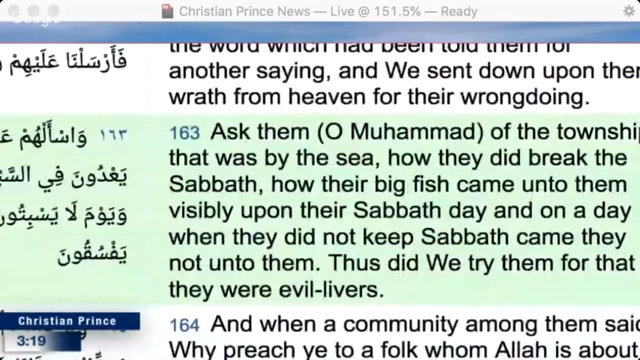 Christian Prince News — Live @ 151.5% — Ready
the word which had been told them for
another saying, and We sent down upon them
wrath from heaven for their wrongdoing.
فَأَرْسَلْنَا عَلَيْهِمْ
163 Ask them (O Muhammad) of the township
that was by the sea, how they did break the
Sabbath, how their big fish came unto them
visibly upon their Sabbath day and on a day
when they did not keep Sabbath came they
not unto them. Thus did We try them for that
they were evil-livers.
١٦٣ وَاسْأَلْهُمْ
يَعْدُونَ فِي
وَيَوْمَ لَا يَسْبِتُونَ
يَفْسُقُونَ
164 And when a community among them said:
Why preach ye to a folk whom Allah is about
Christian Prince
3:19